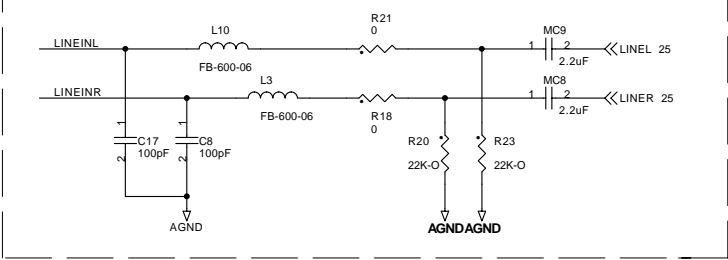 L10
R21
0
MC9
LINEINL
1 2
LINEL 25
FB-600-06
2.2uF
L3
MC8
LINEINR
1 2
LINER 25
FB-600-06
R18
0
2.2uF
1
1
C17
100pF
C8
100pF
R20
R23
2
2
22K-O
22K-O
AGND
AGND
AGND